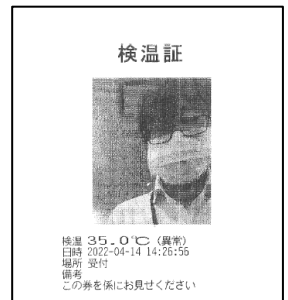 検温証
検温 35.0℃ (異常)
日時 2022-04-14 14:26:56
場所 受付
備考
この券を係にお見せください